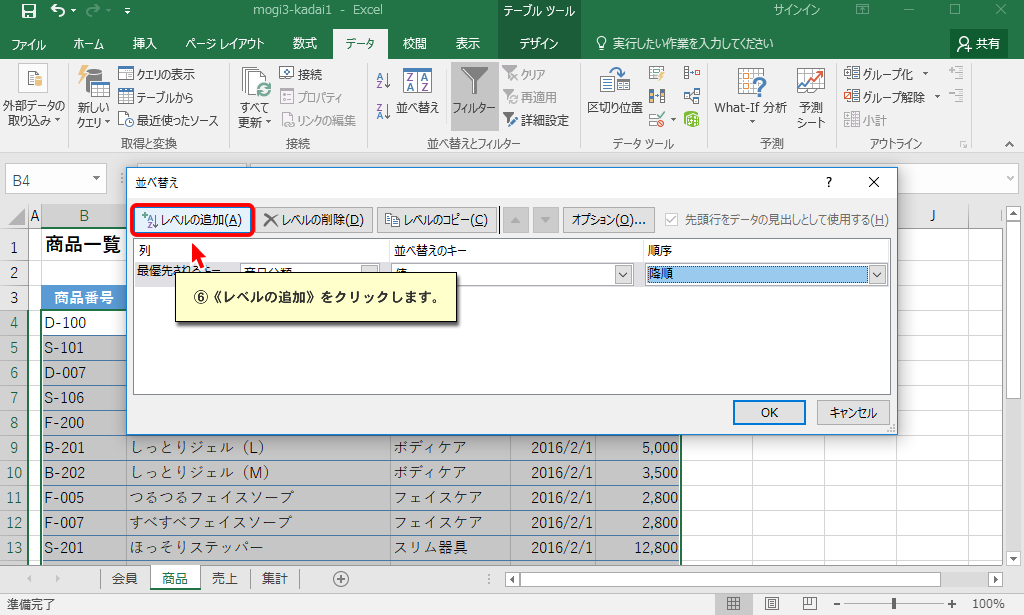 mogi3-kadai1 - Excel
テーブル ツール
サインイン
ファイル ホーム 挿入 ページ レイアウト 数式 データ 校閲 表示 デザイン 実行したい作業を入力してください 共有
外部データの取り込み
新しいクエリ
クエリの表示
テーブルから
最近使ったソース
取得と変換
すべて更新
接続
プロパティ
リンクの編集
接続
並べ替え
フィルター
クリア
再適用
詳細設定
並べ替えとフィルター
区切り位置
データ ツール
What-If 分析
予測シート
予測
グループ化
グループ解除
小計
アウトライン
B4
並べ替え
? 
レベルの追加(A) レベルの削除(D) レベルのコピー(C) オプション(O)... 先頭行をデータの見出しとして使用する(H)
列 並べ替えのキー 順序
降順
⑥《レベルの追加》をクリックします。
OK キャンセル
A B J
1 商品一覧
2
3 商品番号
4 D-100
5 S-101
6 D-007
7 S-106
8 F-200
9 B-201 しっとりジェル（L） ボディケア 2016/2/1 5,000
10 B-202 しっとりジェル（M） ボディケア 2016/2/1 3,500
11 F-005 つるつるフェイスソープ フェイスケア 2016/2/1 2,800
12 F-007 すべすべフェイスソープ フェイスケア 2016/2/1 2,800
13 S-201 ほっそりステッパー スリム器具 2016/2/1 12,800
会員 商品 売上 集計
準備完了
100%